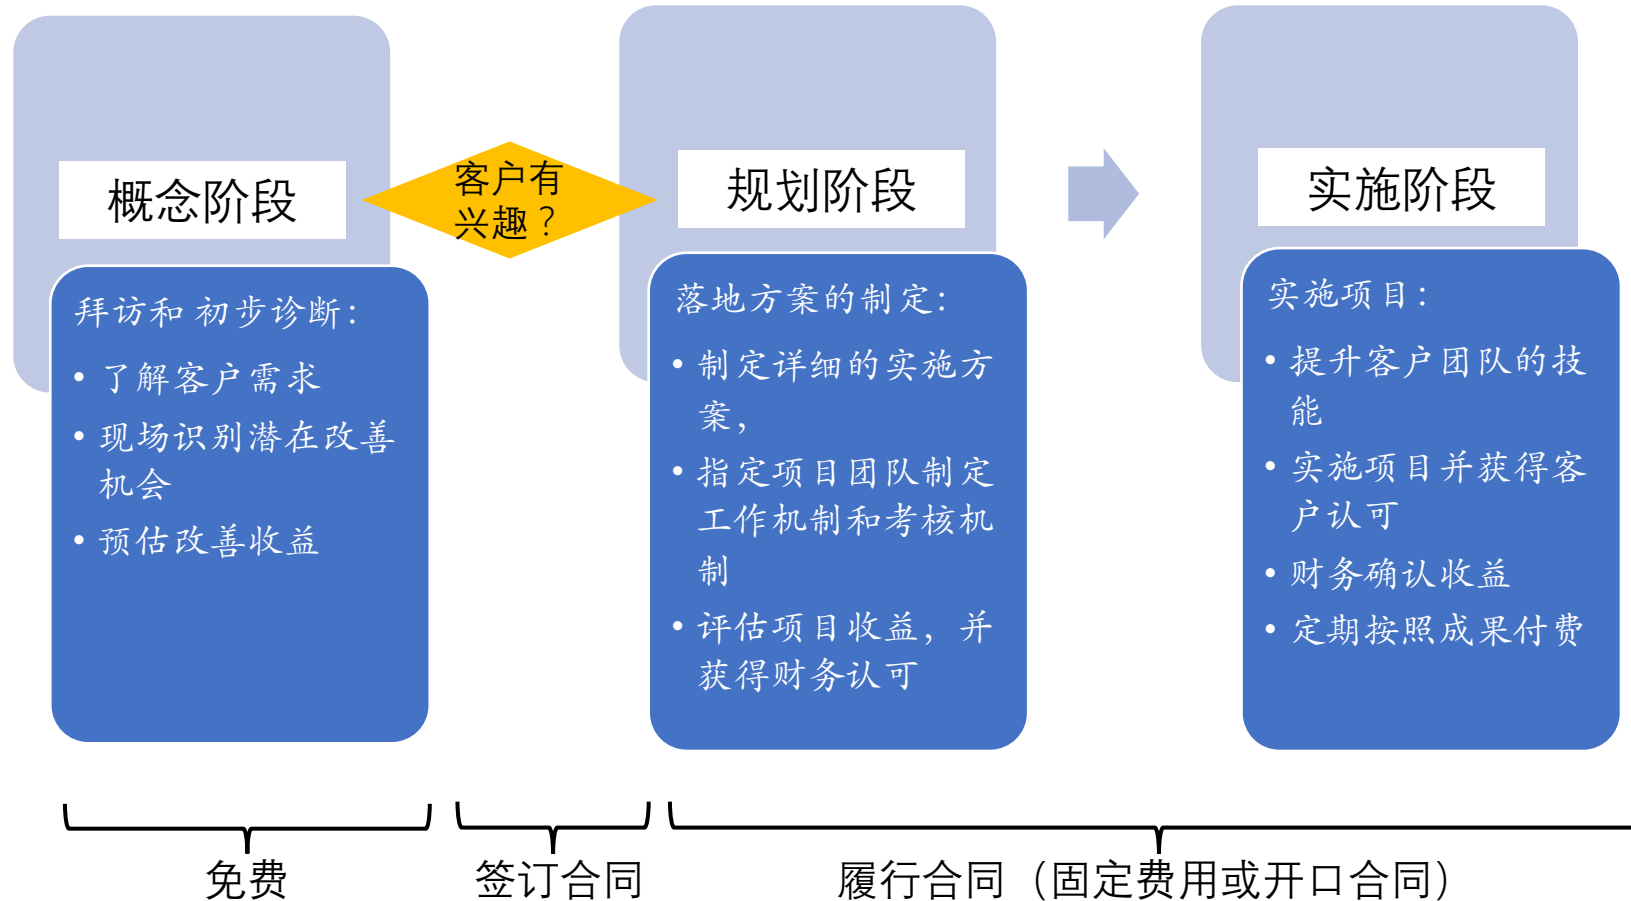 概念阶段
客户有
兴趣？
规划阶段
实施阶段
拜访和 初步诊断：
• 了解客户需求
• 现场识别潜在改善
机会
• 预估改善收益
落地方案的制定：
• 制定详细的实施方
案，
• 指定项目团队制定
工作机制和考核机
制
• 评估项目收益，并
获得财务认可
实施项目：
• 提升客户团队的技
能
• 实施项目并获得客
户认可
• 财务确认收益
• 定期按照成果付费
免费
签订合同
履行合同（固定费用或开口合同）